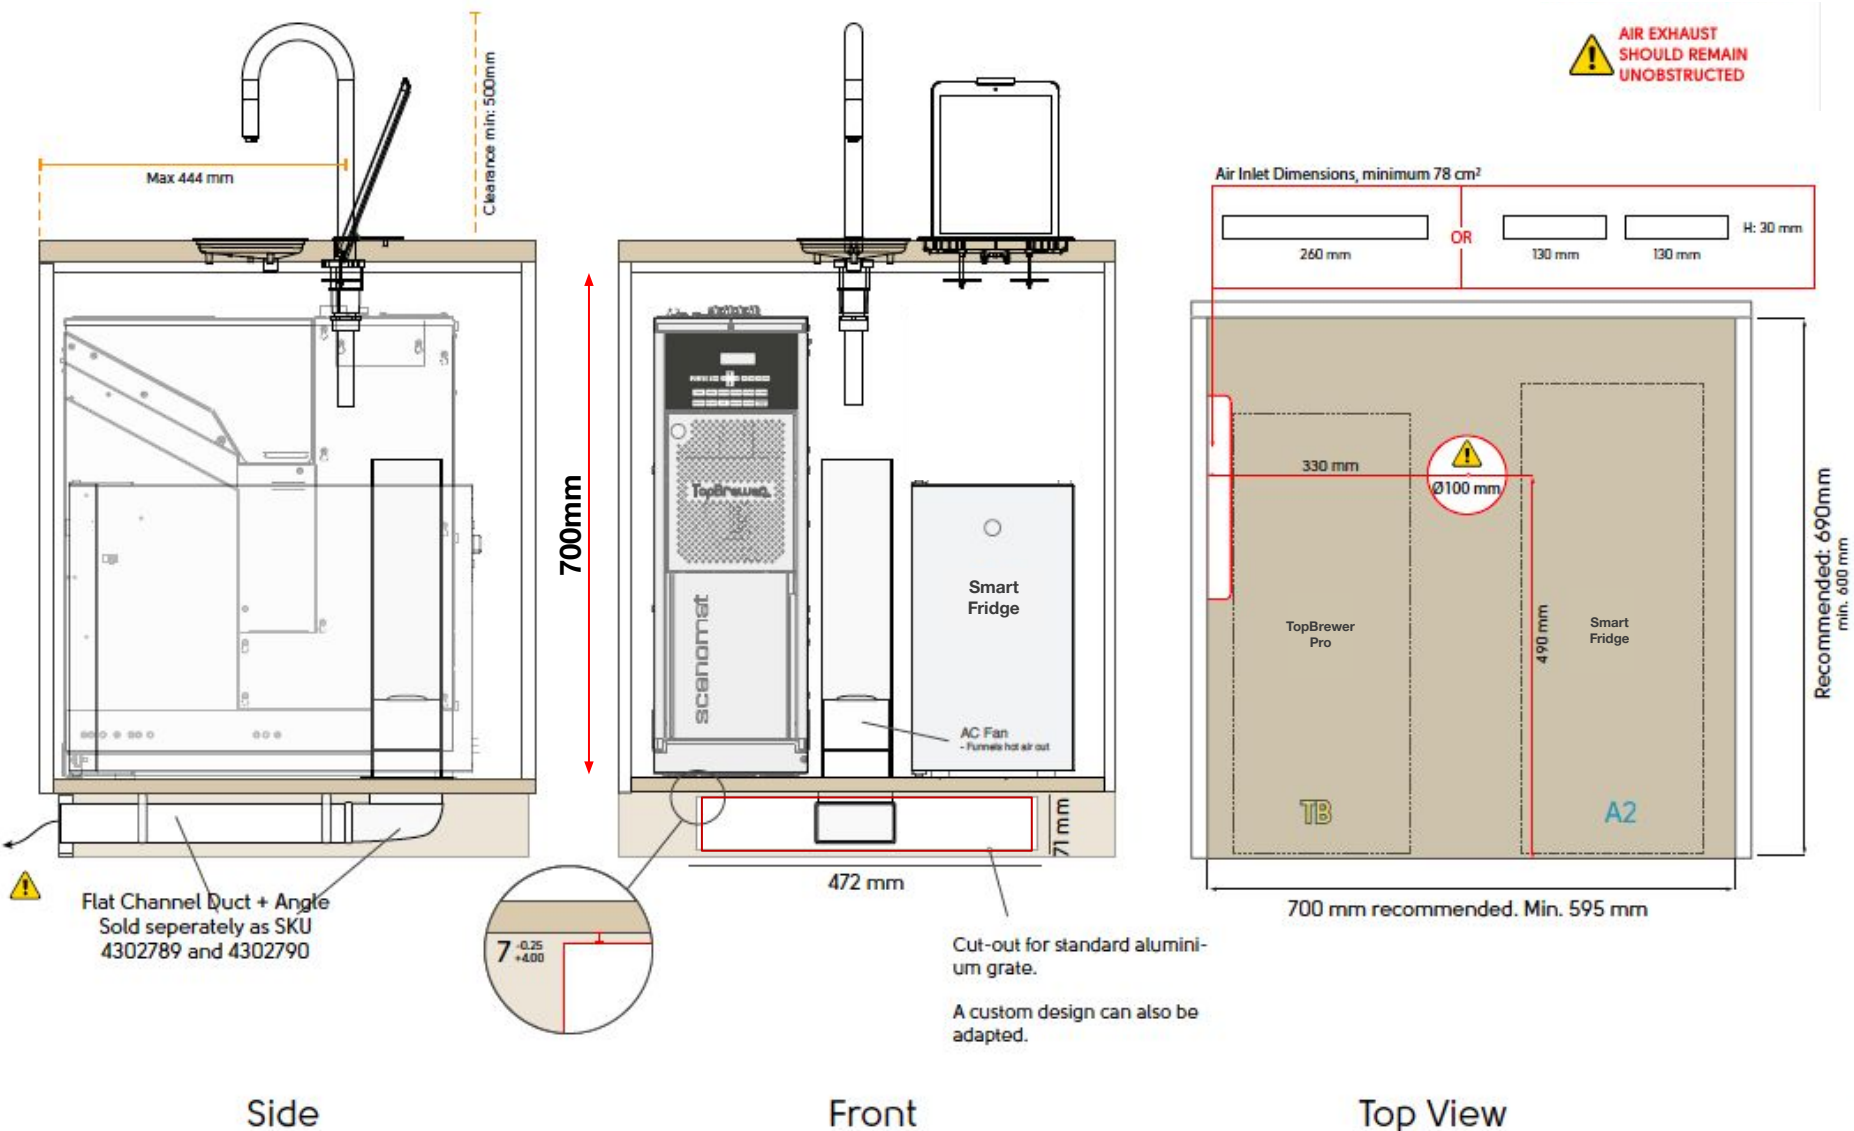 AIR EXHAUST
SHOULD REMAIN
UNOBSTRUCTED
Clearance min: 500mm
Max 444 mm
Air Inlet Dimensions, minimum 78 cm²
260 mm
OR
130 mm
130 mm
H: 30 mm
700mm
TopBrewer
scanomat
Smart
Fridge
AC Fan
- Funnels hot air out
330 mm
Ø100 mm
490 mm
TopBrewer
Pro
Smart
Fridge
TB
A2
Recommended: 690mm
min. 600 mm
71 mm
472 mm
700 mm recommended. Min. 595 mm
Flat Channel Duct + Angle
Sold seperately as SKU
4302789 and 4302790
7 -0.25
+4.00
Cut-out for standard alumini-
um grate.
A custom design can also be
adapted.
Side
Front
Top View